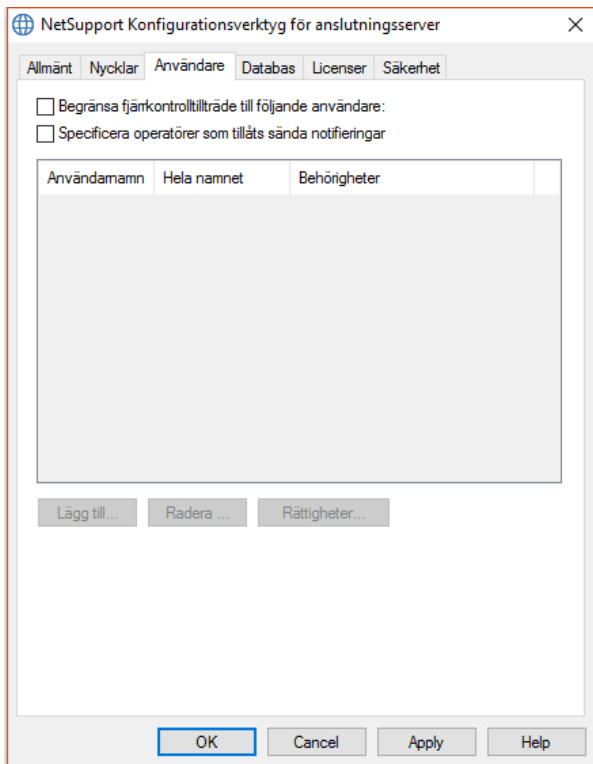 NetSupport Konfigurationsverktyg för anslutningsserver
Allmänt Nycklar Användare Databas Licenser Säkerhet
Begränsa fjärrkontrolltillträde till följande användare:
Specificera operatörer som tillåts sända notifieringar
Användarnamn Hela namnet Behörigheter
Lägg till... Radera ... Rättigheter...
OK Cancel Apply Help